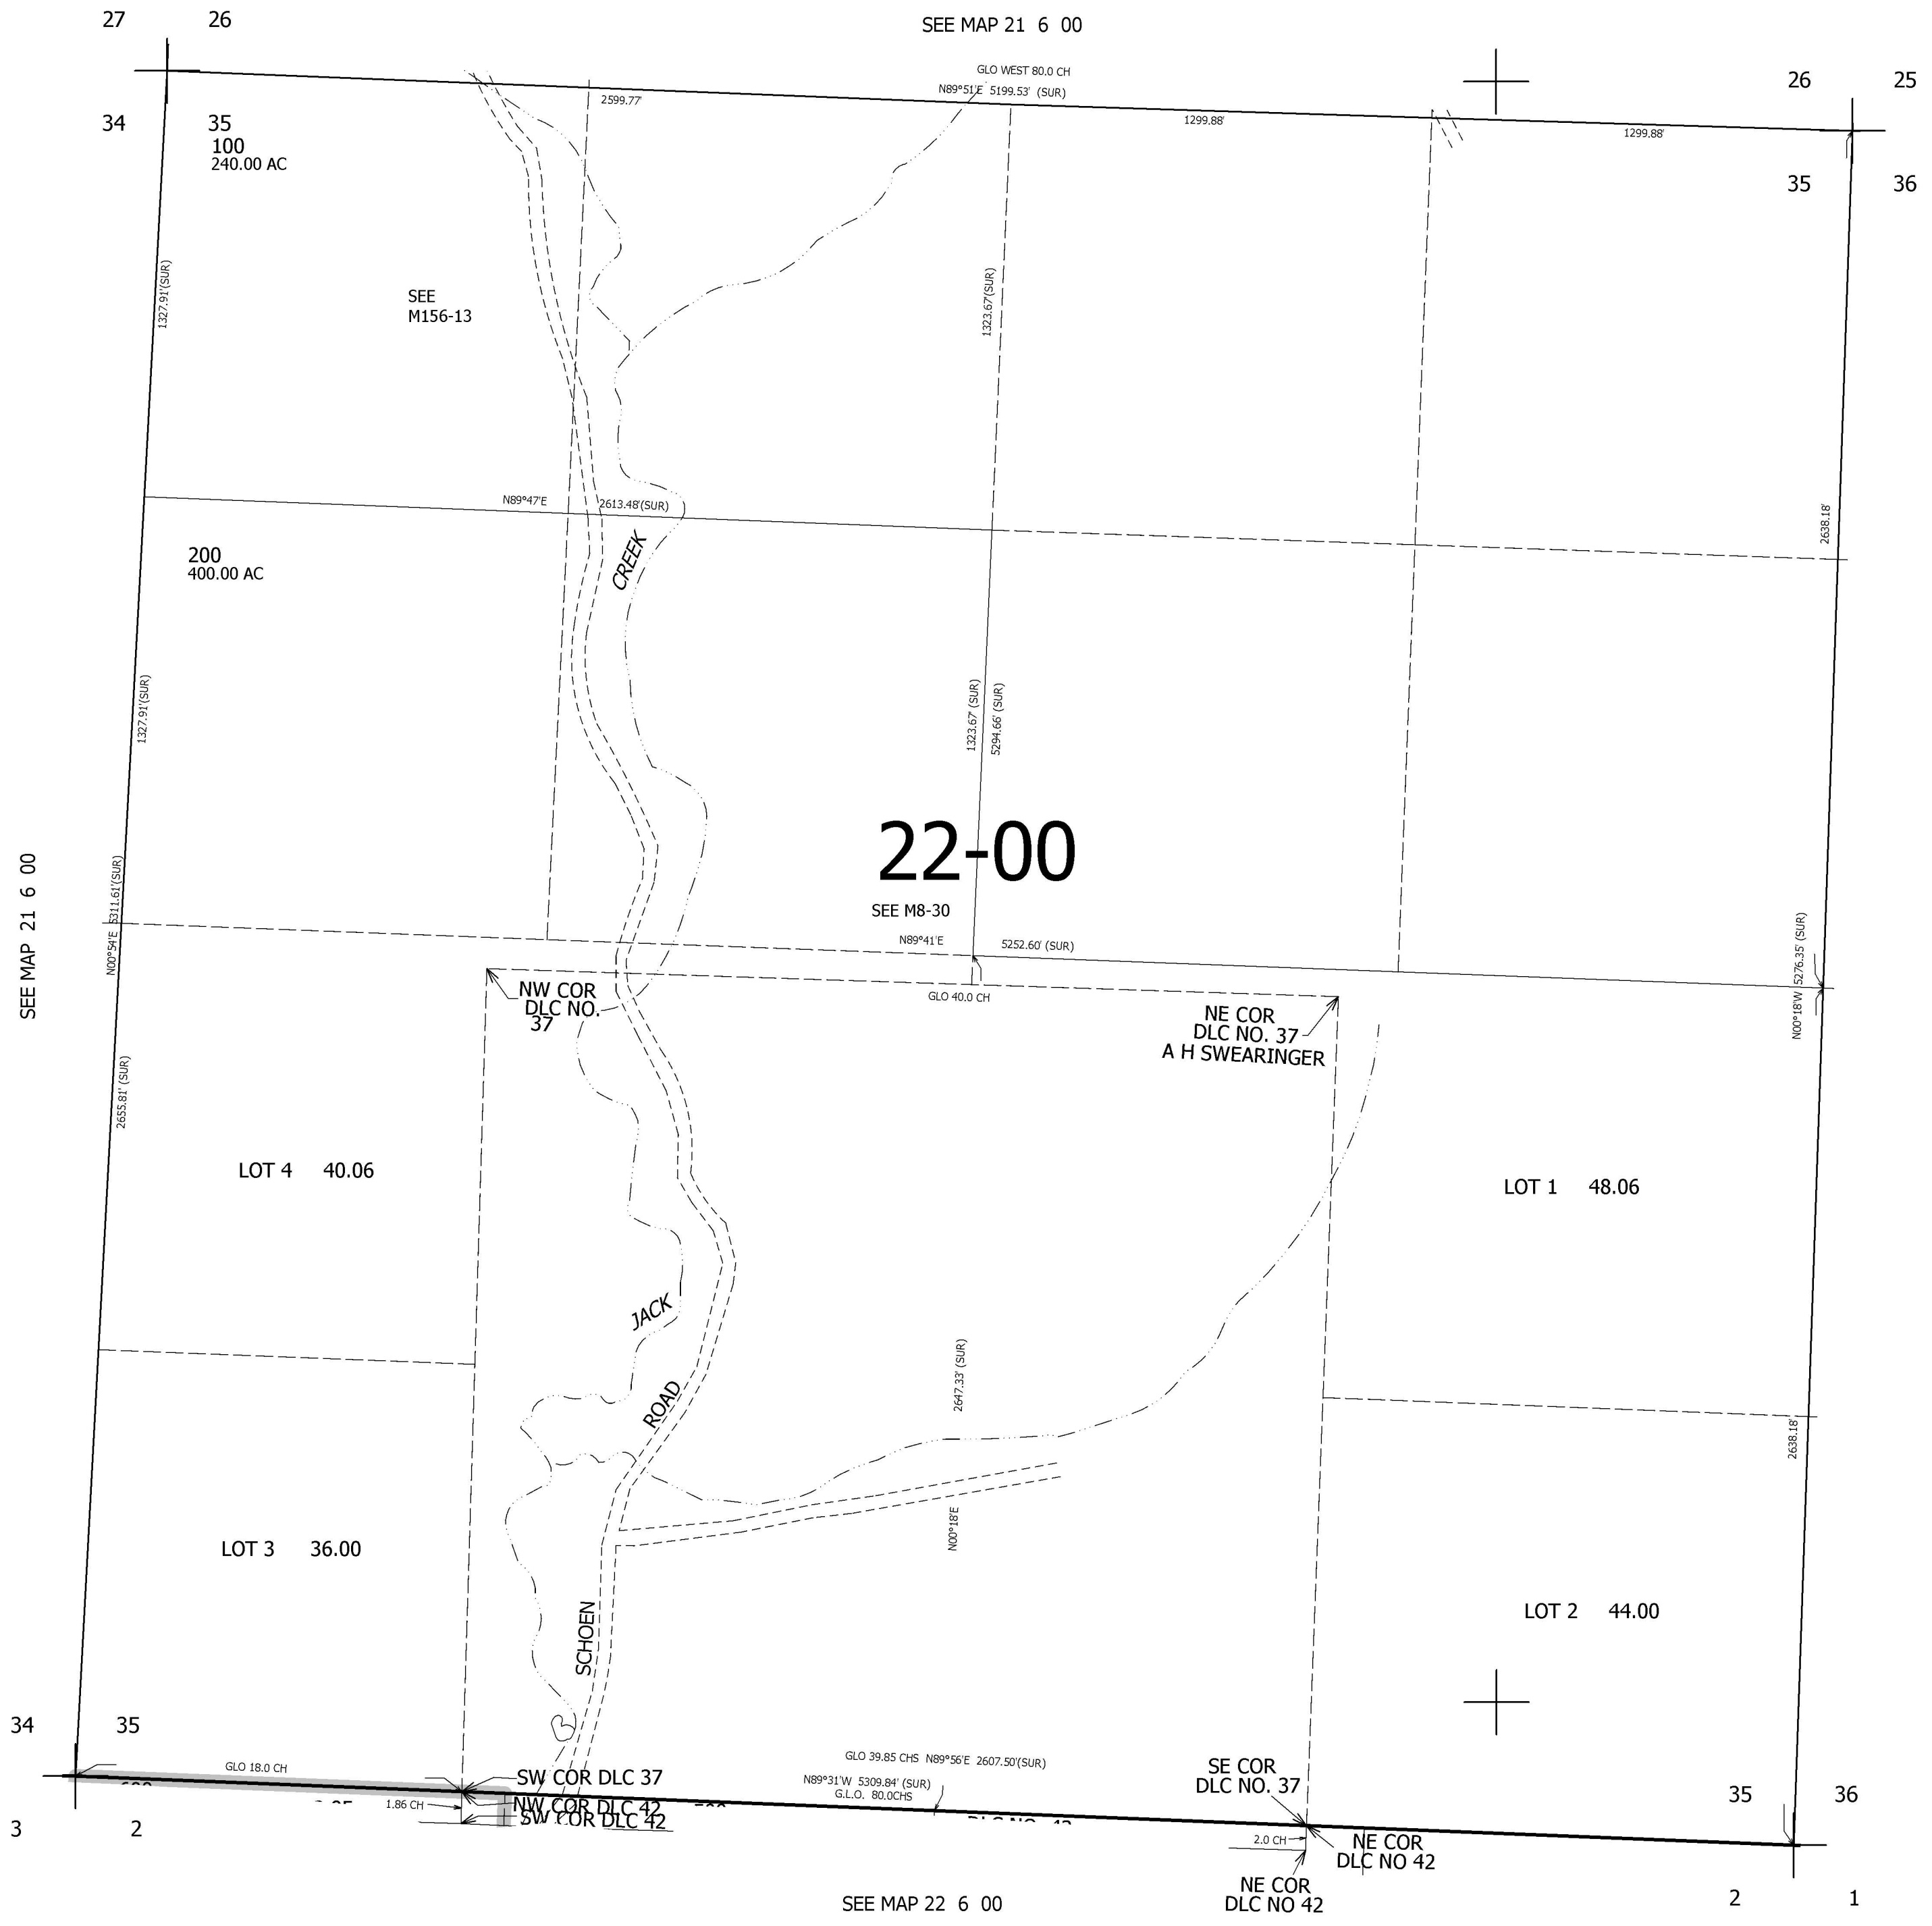 27
26
SEE MAP 21 6 00
GLO WEST 80.0 CH
N89°51'E 5199.53' (SUR)
26
25
2599.77'
1299.88'
1299.88'
34
35
100
240.00 AC
35
36
1327.91'(SUR)
SEE
M156-13
1323.67'(SUR)
N89°47'E
2613.48'(SUR)
2638.18'
200
400.00 AC
CREEK
1327.91'(SUR)
1323.67' (SUR)
5294.66' (SUR)
22-00
SEE M8-30
SEE MAP 21 6 00
N00°54'E 5311.61'(SUR)
N89°41'E
5252.60' (SUR)
N00°18'W 5276.35' (SUR)
NW COR
DLC NO.
37
GLO 40.0 CH
NE COR
DLC NO. 37
A H SWEARINGER
2655.81' (SUR)
LOT 4 40.06
LOT 1 48.06
JACK
2647.33' (SUR)
ROAD
2638.18'
N00°18'E
LOT 3 36.00
LOT 2 44.00
SCHOEN
34
35
GLO 18.0 CH
GLO 39.85 CHS N89°56'E 2607.50'(SUR)
N89°31'W 5309.84' (SUR)
G.L.O. 80.0CHS
SE COR
DLC NO. 37
35
36
SW COR DLC 37
1.86 CH
NW COR DLC 42
SW COR DLC 42
3
2
2.0 CH
NE COR
DLC NO 42
NE COR
DLC NO 42
SEE MAP 22 6 00
2
1